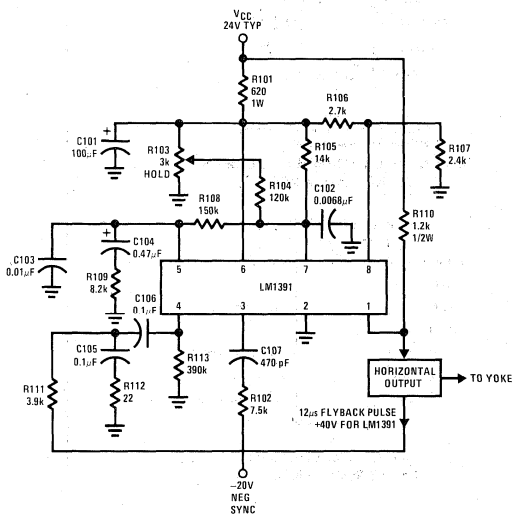 VCC
24V TYP
R101
620
1W
R106
2.7k
C101
100μF
R103
3k
HOLD
R105
14k
R107
2.4k
R104
120k
C102
0.0068μF
R108
150k
R110
1.2k
1/2W
C103
0.01μF
C104
0.47μF
R109
8.2k
5
6
7
8
LM1391
4
3
2
1
C106
0.1μF
C105
0.1μF
R113
390k
C107
470 pF
R111
3.9k
R112
22
R102
7.5k
HORIZONTAL
OUTPUT
TO YOKE
12μs FLYBACK PULSE
+40V FOR LM1391
–20V
NEG
SYNC